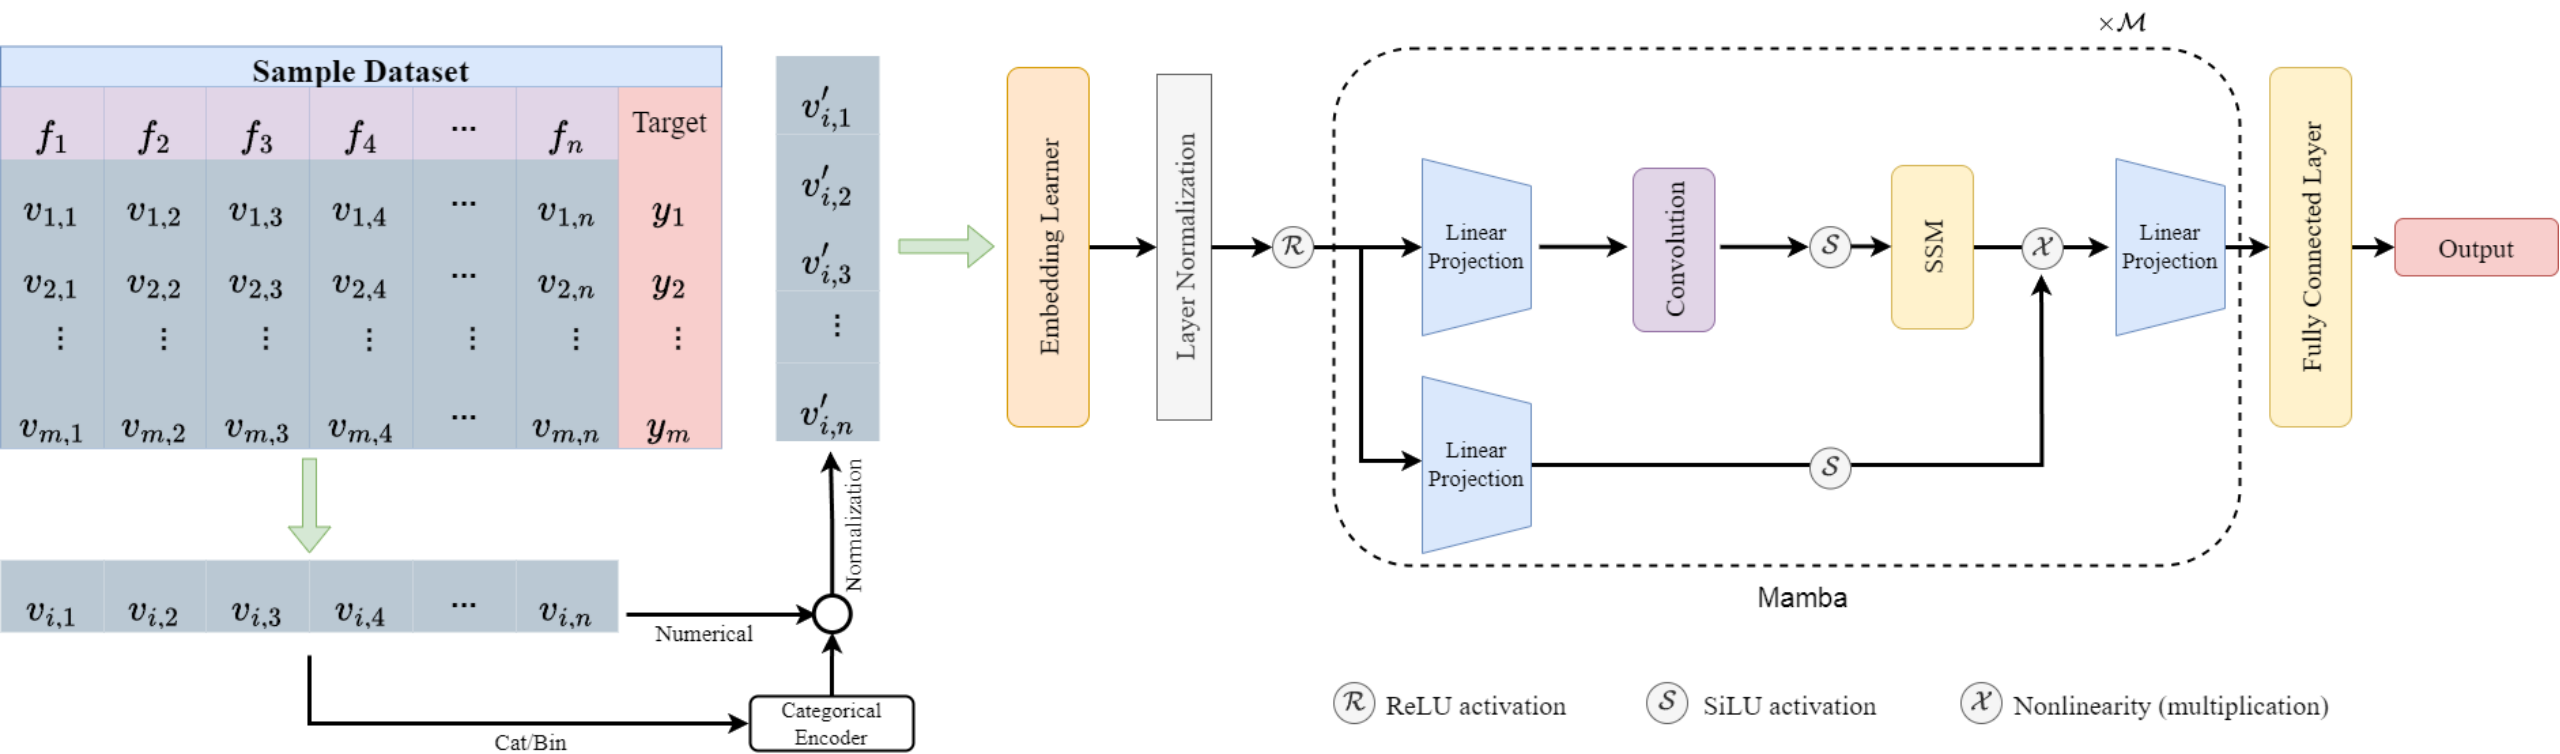 Sample Dataset
f₁ f₂ f₃ f₄ ... fₙ Target
v₁,₁ v₁,₂ v₁,₃ v₁,₄ ... v₁,ₙ y₁
v₂,₁ v₂,₂ v₂,₃ v₂,₄ ... v₂,ₙ y₂
⋮ ⋮ ⋮ ⋮ ⋮ ⋮ ⋮
vₘ,₁ vₘ,₂ vₘ,₃ vₘ,₄ ... vₘ,ₙ yₘ
vᵢ,₁ vᵢ,₂ vᵢ,₃ vᵢ,₄ ... vᵢ,ₙ
Numerical
Cat/Bin
Categorical
Encoder
Normalization
v′ᵢ,₁
v′ᵢ,₂
v′ᵢ,₃
⋮
v′ᵢ,ₙ
Embedding Learner
Layer Normalization
ℛ
×ℳ
Linear
Projection
Convolution
𝒮
SSM
𝒳
Linear
Projection
Linear
Projection
𝒮
Mamba
Fully Connected Layer
Output
ℛ ReLU activation
𝒮 SiLU activation
𝒳 Nonlinearity (multiplication)